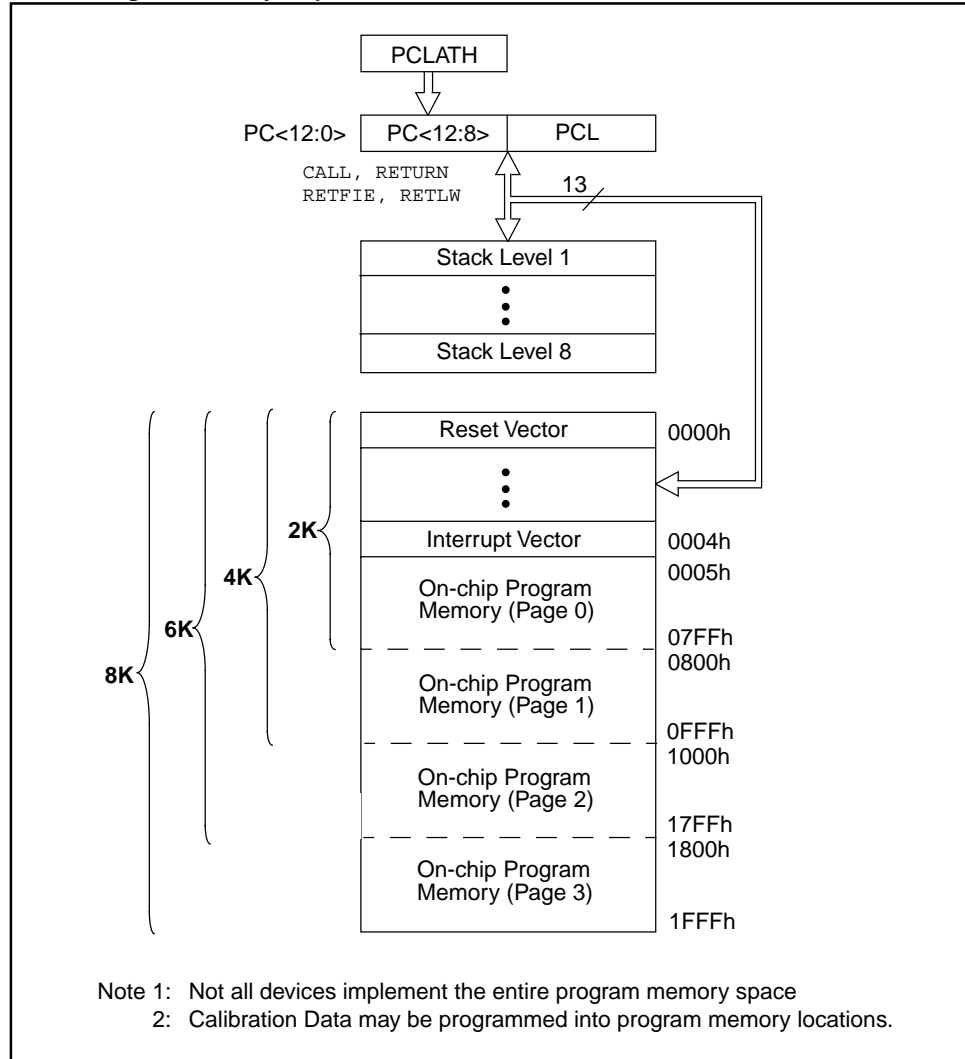 PCLATH
PC<12:0>
PC<12:8>
PCL
CALL, RETURN
RETFIE, RETLW
13
Stack Level 1
Stack Level 8
Reset Vector
0000h
2K
Interrupt Vector
0004h
0005h
4K
On-chip Program
Memory (Page 0)
6K
07FFh
0800h
8K
On-chip Program
Memory (Page 1)
0FFFh
1000h
On-chip Program
Memory (Page 2)
17FFh
1800h
On-chip Program
Memory (Page 3)
1FFFh
Note 1: Not all devices implement the entire program memory space
2: Calibration Data may be programmed into program memory locations.